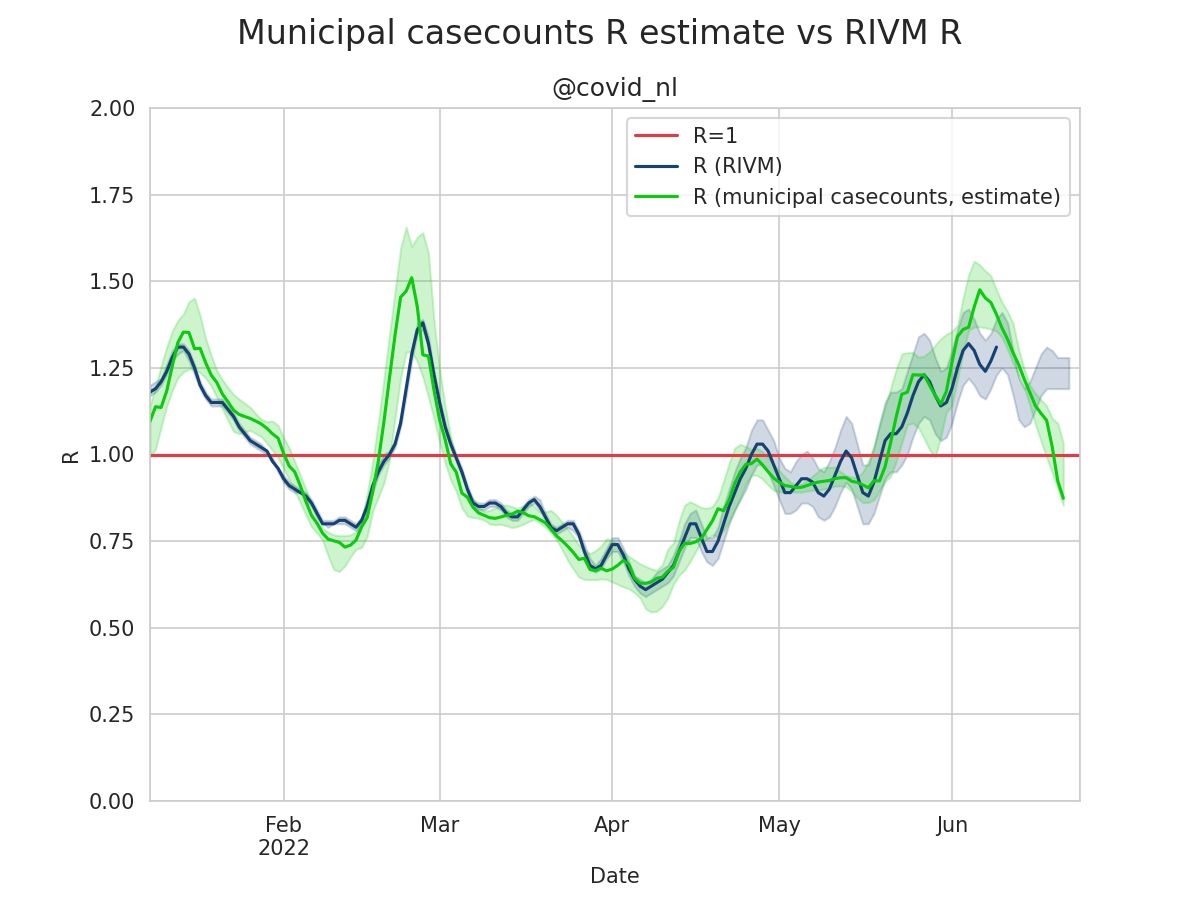 Municipal casecounts R estimate vs RIVM R
@covid_nl
R=1
R (RIVM)
R (municipal casecounts, estimate)
2.00
1.75
1.50
1.25
1.00
0.75
0.50
0.25
0.00
R
Feb
2022
Mar
Apr
May
Jun
Date